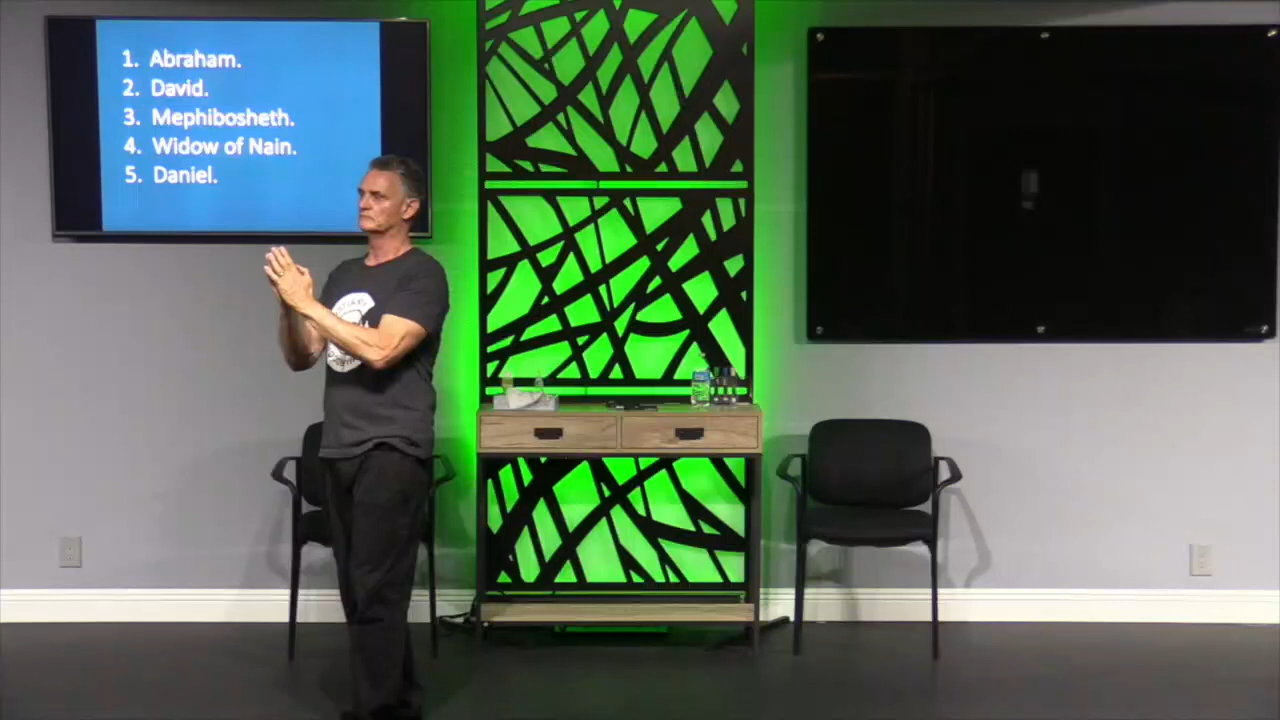 1. Abraham.
2. David.
3. Mephibosheth.
4. Widow of Nain.
5. Daniel.